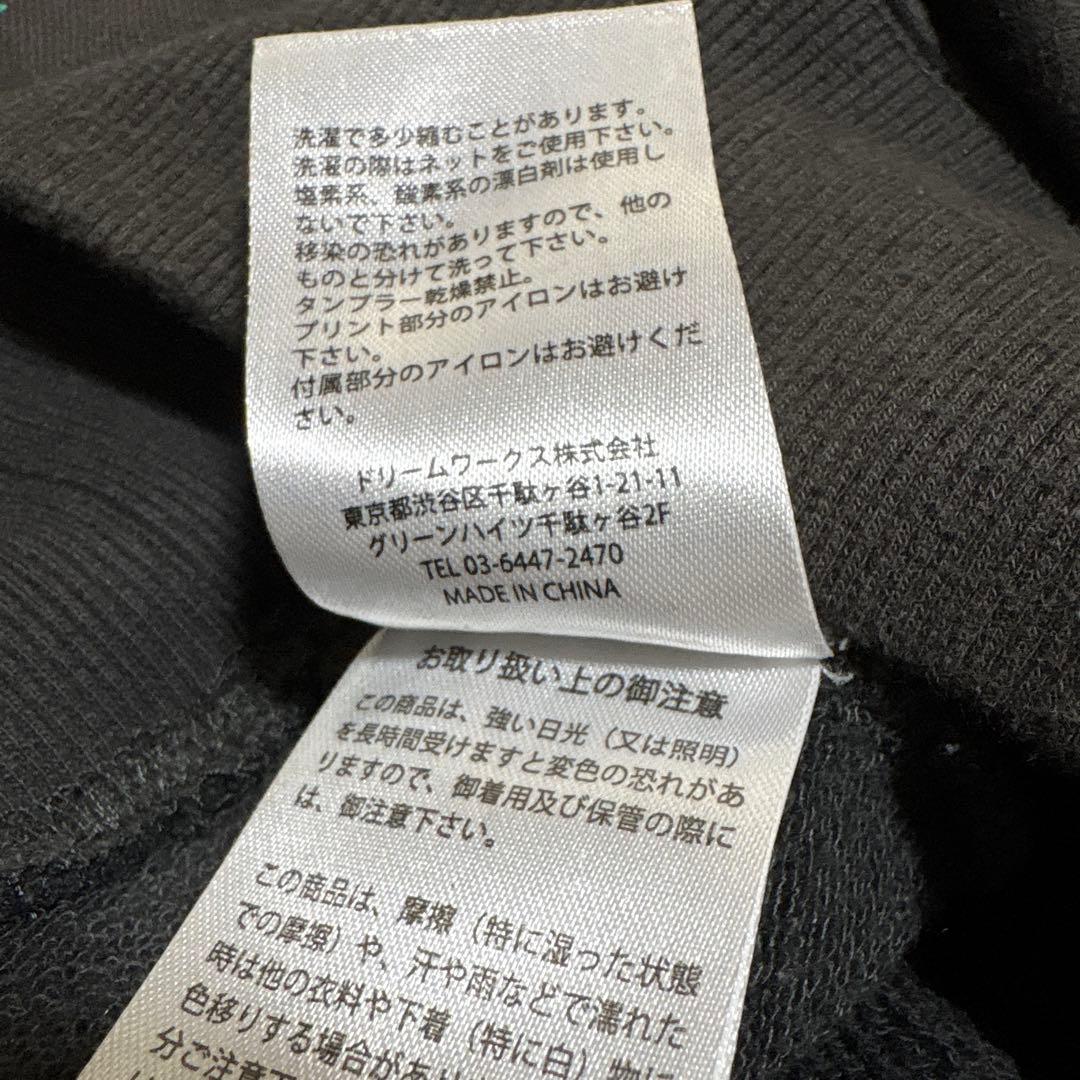 洗濯で多少縮むことがあります。
洗濯の際はネットをご使用下さい。
塩素系、酸素系の漂白剤は使用し
ないで下さい。
移染の恐れがありますので、他の
ものと分けて洗って下さい。
タンブラー乾燥禁止。
プリント部分のアイロンはお避け
下さい。
付属部分のアイロンはお避けくだ
さい。
ドリームワークス株式会社
東京都渋谷区千駄ヶ谷1-21-11
グリーンハイツ千駄ヶ谷2F
TEL 03-6447-2470
MADE IN CHINA
お取り扱い上の御注意
この商品は、強い日光（又は照明）
を長時間受けますと変色の恐れがあ
りますので、御着用及び保管の際に
は、御注意下さい。
この商品は、摩擦（特に湿った状態
での摩擦）や、汗や雨などで濡れた
時は他の衣料や下着（特に白）物に
色移りする場合があり
分ご注意下